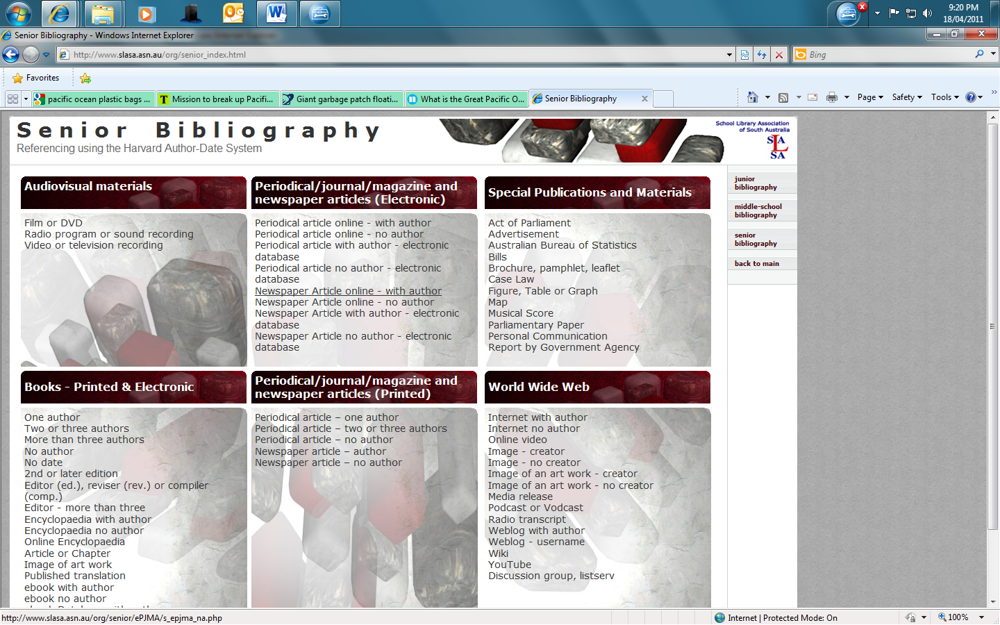 9:20 PM
18/04/2011
Senior Bibliography - Windows Internet Explorer
http://www.slasa.asn.au/org/senior_index.html
Bing
Favorites
pacific ocean plastic bags ...
Mission to break up Pacifi...
Giant garbage patch floati...
What is the Great Pacific O...
Senior Bibliography
Page
Safety
Tools
Senior Bibliography
Referencing using the Harvard Author-Date System
School Library Association
of South Australia
SLA
SA
Audiovisual materials
Film or DVD
Radio program or sound recording
Video or television recording
Periodical/journal/magazine and
newspaper articles (Electronic)
Periodical article online - with author
Periodical article online - no author
Periodical article with author - electronic
database
Periodical article no author - electronic
database
Newspaper Article online - with author
Newspaper Article online - no author
Newspaper Article with author - electronic
database
Newspaper Article no author - electronic
database
Special Publications and Materials
Act of Parliament
Advertisement
Australian Bureau of Statistics
Bills
Brochure, pamphlet, leaflet
Case Law
Figure, Table or Graph
Map
Musical Score
Parliamentary Paper
Personal Communication
Report by Government Agency
junior
bibliography
middle-school
bibliography
senior
bibliography
back to main
Books - Printed & Electronic
One author
Two or three authors
More than three authors
No author
No date
2nd or later edition
Editor (ed.), reviser (rev.) or compiler
(comp.)
Editor - more than three
Encyclopaedia with author
Encyclopaedia no author
Online Encyclopaedia
Article or Chapter
Image of art work
Published translation
ebook with author
ebook no author
Periodical/journal/magazine and
newspaper articles (Printed)
Periodical article – one author
Periodical article – two or three authors
Periodical article – no author
Newspaper article – author
Newspaper article – no author
World Wide Web
Internet with author
Internet no author
Online video
Image - creator
Image - no creator
Image of an art work - creator
Image of an art work - no creator
Media release
Podcast or Vodcast
Radio transcript
Weblog with author
Weblog - username
Wiki
YouTube
Discussion group, listserv
http://www.slasa.asn.au/org/senior/ePJMA/s_epjma_na.php
Internet | Protected Mode: On
100%